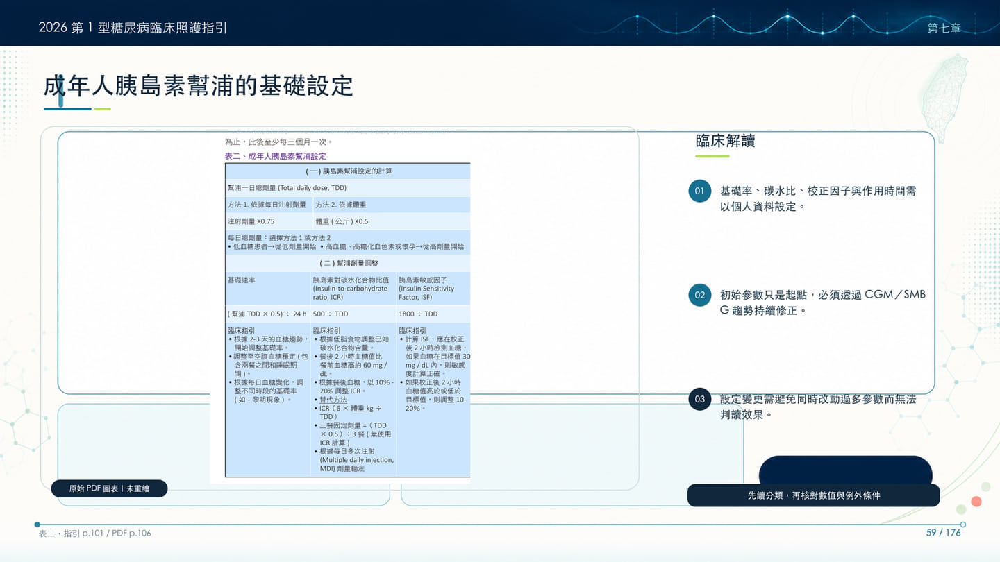 2026 第 1 型糖尿病臨床照護指引
第七章
成年人胰島素幫浦的基礎設定
為止，此後至少每三個月一次。
表二、成年人胰島素幫浦設定
( 一 ) 胰島素幫浦設定的計算
幫浦一日總劑量 (Total daily dose, TDD)
方法 1. 依據每日注射劑量
方法 2. 依據體重
注射劑量 X0.75
體重 ( 公斤 ) X0.5
每日總劑量：選擇方法 1 或方法 2
• 低血糖患者→從低劑量開始 • 高血糖、高糖化血色素或懷孕→從高劑量開始
( 二 ) 幫浦劑量調整
基礎速率
胰島素對碳水化合物比值
(Insulin-to-carbohydrate
ratio, ICR)
胰島素敏感因子
(Insulin Sensitivity
Factor, ISF)
( 幫浦 TDD × 0.5) ÷ 24 h
500 ÷ TDD
1800 ÷ TDD
臨床指引
• 根據 2-3 天的血糖趨勢，
開始調整基礎率。
• 調整至空腹血糖穩定 ( 包
含兩餐之間和睡眠期
間 )。
• 根據每日血糖變化，調
整不同時段的基礎率
( 如：黎明現象 ) 。
臨床指引
• 根據低脂食物調整已知
碳水化合物含量。
• 餐後 2 小時血糖值比
餐前血糖高約 60 mg /
dL。
• 根據餐後血糖，以 10% -
20% 調整 ICR。
• 替代方法
• ICR（ 6 × 體重 kg ÷
TDD ）
• 三餐固定劑量 =（ TDD
× 0.5 ）÷3 餐 ( 無使用
ICR 計算 )
• 根據每日多次注射
(Multiple daily injection,
MDI) 劑量輸注
臨床指引
• 計算 ISF，應在校正
後 2 小時檢測血糖，
如果血糖在目標值 30
mg / dL 內，則敏感
度計算正確。
• 如果校正後 2 小時
血糖值高於或低於
目標值，則調整 10-
20%。
臨床解讀
01
基礎率、碳水比、校正因子與作用時間需
以個人資料設定。
02
初始參數只是起點，必須透過 CGM／SMB
G 趨勢持續修正。
03
設定變更需避免同時改動過多參數而無法
判讀效果。
原始 PDF 圖表｜未重繪
先讀分類，再核對數值與例外條件
表二．指引 p.101 / PDF p.106
59 / 176